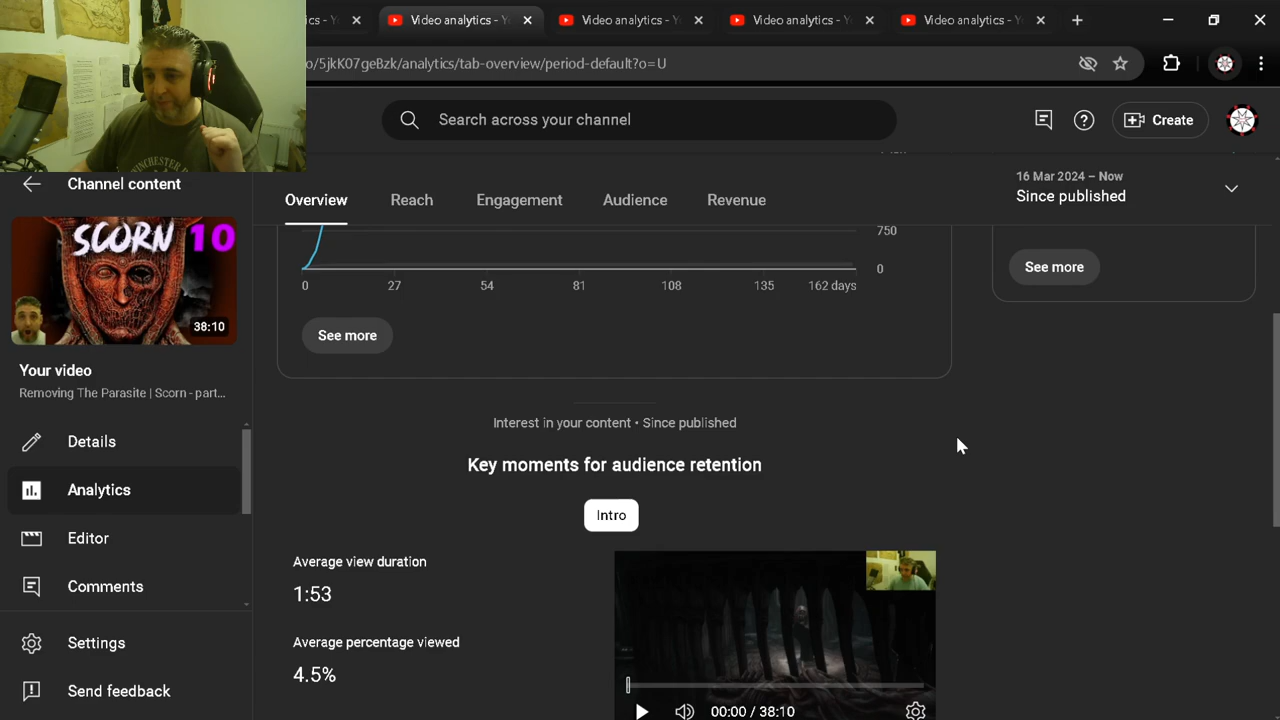 ics -
Video analytics - Y
Video analytics - Y
Video analytics - Y
Video analytics - Y
o/5jkK07geBzk/analytics/tab-overview/period-default?o=U
Search across your channel
Create
WINCHESTER
Channel content
16 Mar 2024 – Now
Since published
Overview
Reach
Engagement
Audience
Revenue
SCORN 10
38:10
750
0
0
27
54
81
108
135
162 days
See more
See more
Your video
Removing The Parasite | Scorn - part...
Interest in your content • Since published
Key moments for audience retention
Intro
Details
Analytics
Editor
Comments
Settings
Send feedback
Average view duration
1:53
Average percentage viewed
4.5%
00:00 / 38:10